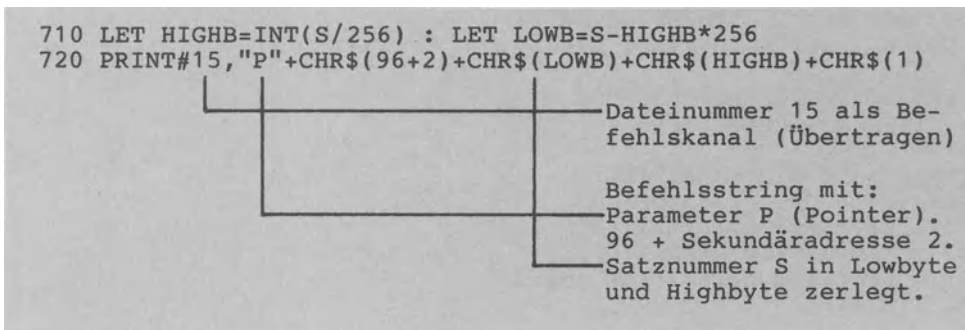 710 LET HIGHB=INT(S/256) : LET LOWB=S-HIGHB*256
720 PRINT#15,"P"+CHR$(96+2)+CHR$(LOWB)+CHR$(HIGHB)+CHR$(1)
Dateinummer 15 als Be-
fehlskanal (Übertragen)
Befehlsstring mit:
Parameter P (Pointer).
96 + Sekundäradresse 2.
Satznummer S in Lowbyte
und Highbyte zerlegt.